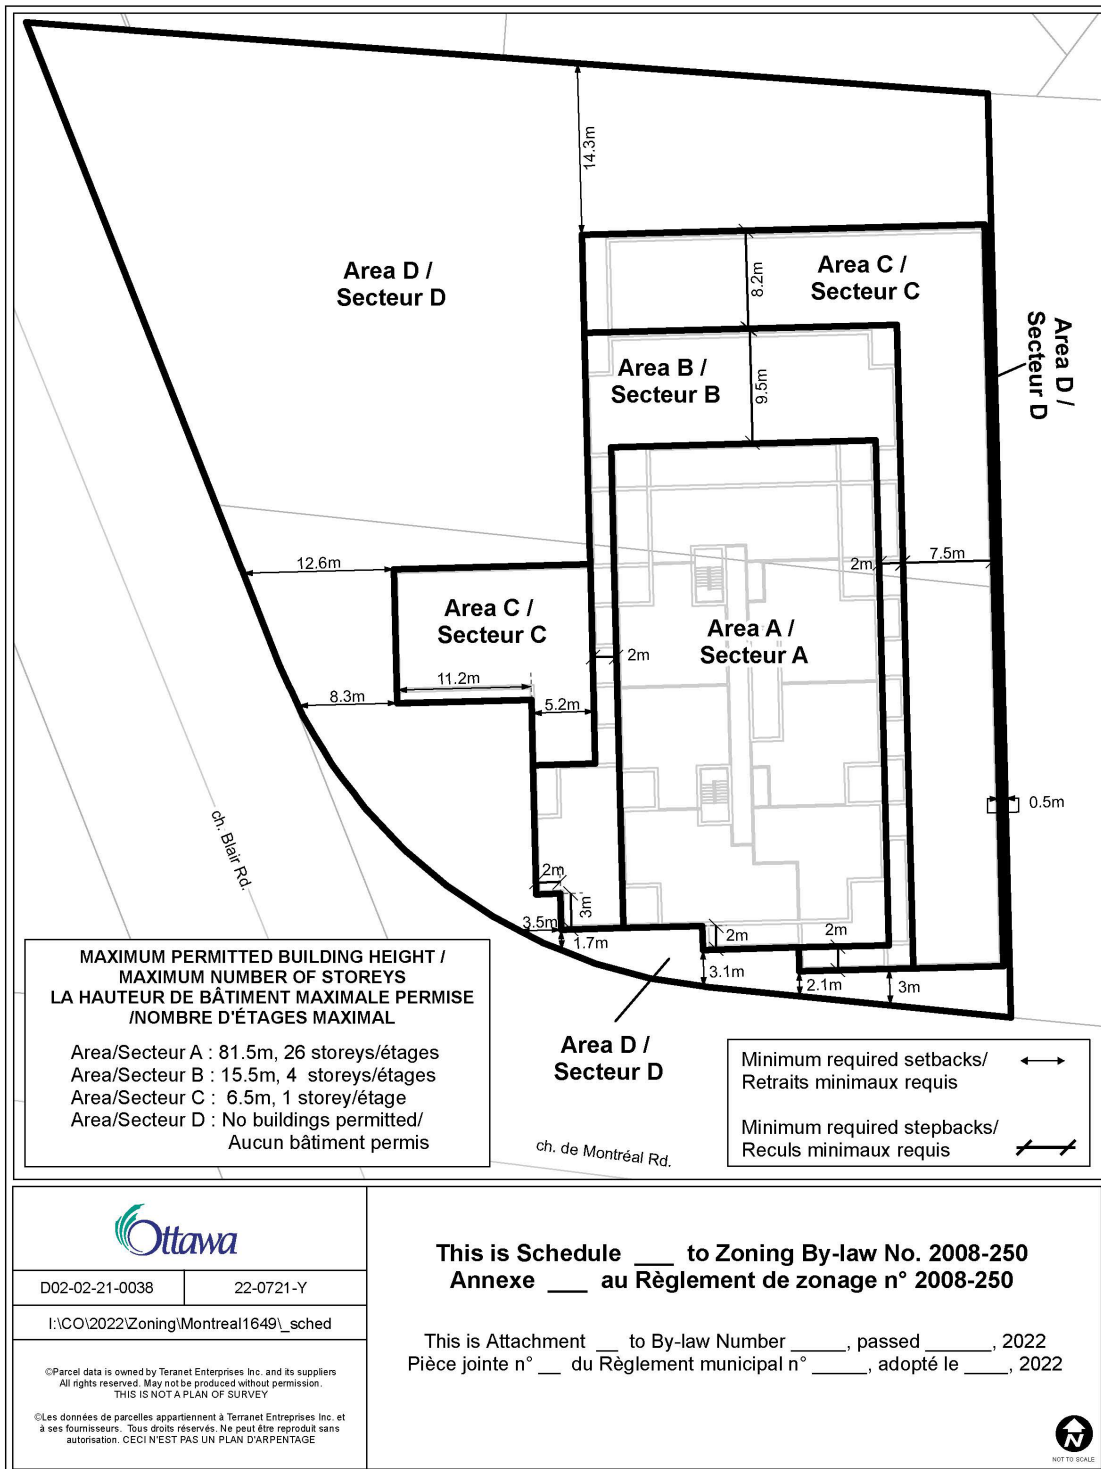 14.3m
Area D /
Secteur D
8.2m
Area C /
Secteur C
Area D /
Secteur D
Area B /
Secteur B
9.5m
12.6m
2m
7.5m
Area C /
Secteur C
Area A /
Secteur A
2m
11.2m
8.3m
5.2m
0.5m
ch. Blair Rd.
2m
3m
3.5m
1.7m
2m
2m
3.1m
2.1m
3m
MAXIMUM PERMITTED BUILDING HEIGHT /
MAXIMUM NUMBER OF STOREYS
LA HAUTEUR DE BÂTIMENT MAXIMALE PERMISE
/NOMBRE D'ÉTAGES MAXIMAL
Area/Secteur A : 81.5m, 26 storeys/étages
Area/Secteur B : 15.5m, 4 storeys/étages
Area/Secteur C : 6.5m, 1 storey/étage
Area/Secteur D : No buildings permitted/
Aucun bâtiment permis
Area D /
Secteur D
ch. de Montréal Rd.
Minimum required setbacks/
Retraits minimaux requis
Minimum required stepbacks/
Reculs minimaux requis
Ottawa
D02-02-21-0038
22-0721-Y
I:\CO\2022\Zoning\Montreal1649\_sched
©Parcel data is owned by Teranet Enterprises Inc. and its suppliers
All rights reserved. May not be produced without permission.
THIS IS NOT A PLAN OF SURVEY
©Les données de parcelles appartiennent à Terranet Entreprises Inc. et
à ses fournisseurs. Tous droits réservés. Ne peut être reproduit sans
autorisation. CECI N'EST PAS UN PLAN D'ARPENTAGE
This is Schedule ___ to Zoning By-law No. 2008-250
Annexe ___ au Règlement de zonage n° 2008-250
This is Attachment __ to By-law Number _____, passed ______, 2022
Pièce jointe n° __ du Règlement municipal n° _____, adopté le ____, 2022
N
NOT TO SCALE